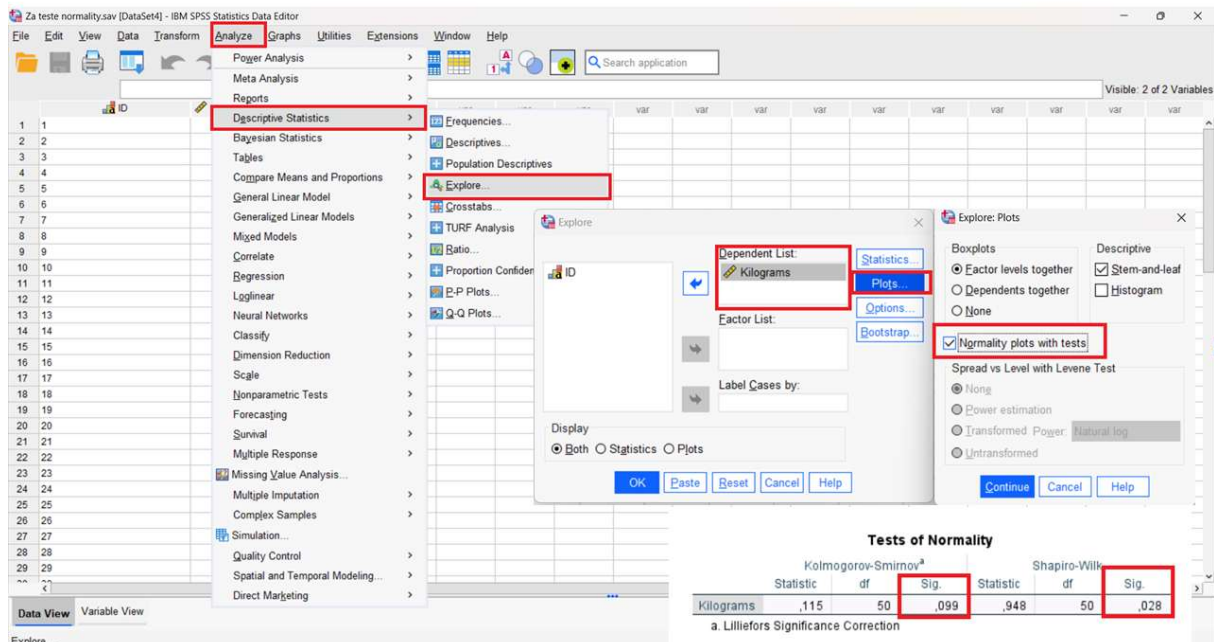 Za teste normality.sav [DataSet4] - IBM SPSS Statistics Data Editor
File Edit View Data Transform Analyze Graphs Utilities Extensions Window Help
Search application
Visible: 2 of 2 Variables
ID var var var var var var var var var var
1 1
2 2
3 3
4 4
5 5
6 6
7 7
8 8
9 9
10 10
11 11
12 12
13 13
14 14
15 15
16 16
17 17
18 18
19 19
20 20
21 21
22 22
23 23
24 24
25 25
26 26
27 27
28 28
29 29
Power Analysis
Meta Analysis
Reports
Descriptive Statistics
Bayesian Statistics
Tables
Compare Means and Proportions
General Linear Model
Generalized Linear Models
Mixed Models
Correlate
Regression
Loglinear
Neural Networks
Classify
Dimension Reduction
Scale
Nonparametric Tests
Forecasting
Survival
Multiple Response
Missing Value Analysis...
Multiple Imputation
Complex Samples
Simulation...
Quality Control
Spatial and Temporal Modeling...
Direct Marketing
Frequencies...
Descriptives...
Population Descriptives
Explore...
Crosstabs...
TURF Analysis
Ratio...
Proportion Confiden
P-P Plots...
Q-Q Plots...
Explore
ID
Dependent List:
Kilograms
Factor List:
Label Cases by:
Statistics...
Plots...
Options...
Bootstrap...
Display
Both Statistics Plots
OK Paste Reset Cancel Help
Explore: Plots
Boxplots
Factor levels together
Dependents together
None
Descriptive
Stem-and-leaf
Histogram
Normality plots with tests
Spread vs Level with Levene Test
None
Power estimation
Transformed Power: Natural log
Untransformed
Continue Cancel Help
Tests of Normality
Kolmogorov-Smirnovᵃ Shapiro-Wilk
Statistic df Sig. Statistic df Sig.
Kilograms ,115 50 ,099 ,948 50 ,028
a. Lilliefors Significance Correction
Data View Variable View
Explore